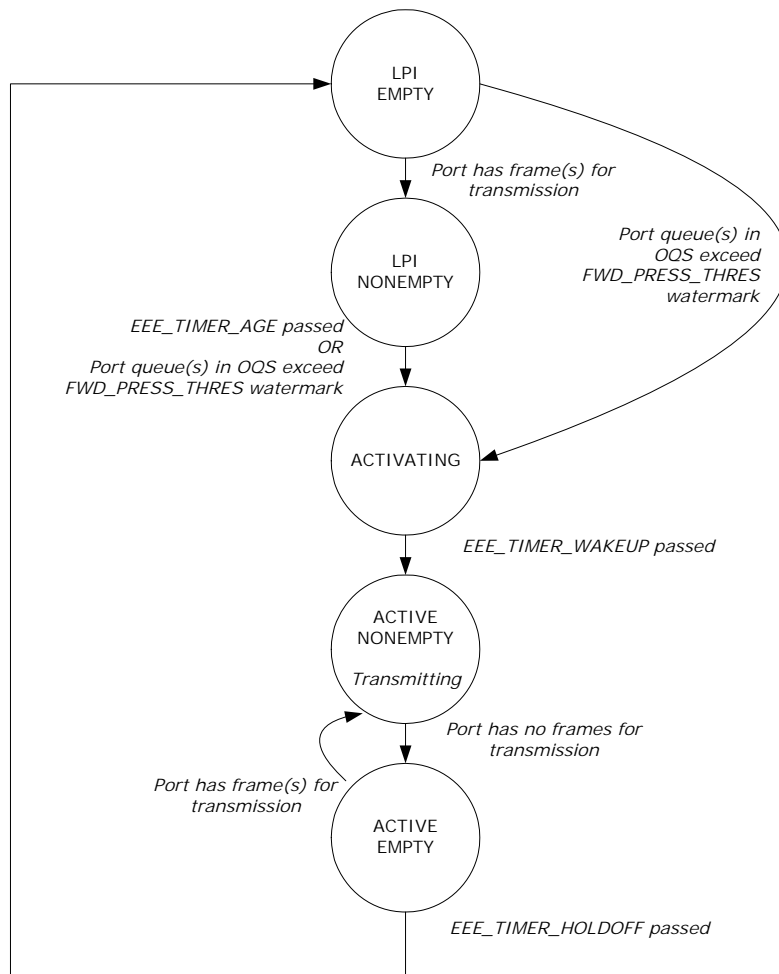 LPI
EMPTY
Port has frame(s) for
transmission
Port queue(s) in
OQS exceed
FWD_PRESS_THRES
watermark
LPI
NONEMPTY
EEE_TIMER_AGE passed
OR
Port queue(s) in OQS exceed
FWD_PRESS_THRES watermark
ACTIVATING
EEE_TIMER_WAKEUP passed
ACTIVE
NONEMPTY
Transmitting
Port has no frames for
transmission
Port has frame(s) for
transmission
ACTIVE
EMPTY
EEE_TIMER_HOLDOFF passed